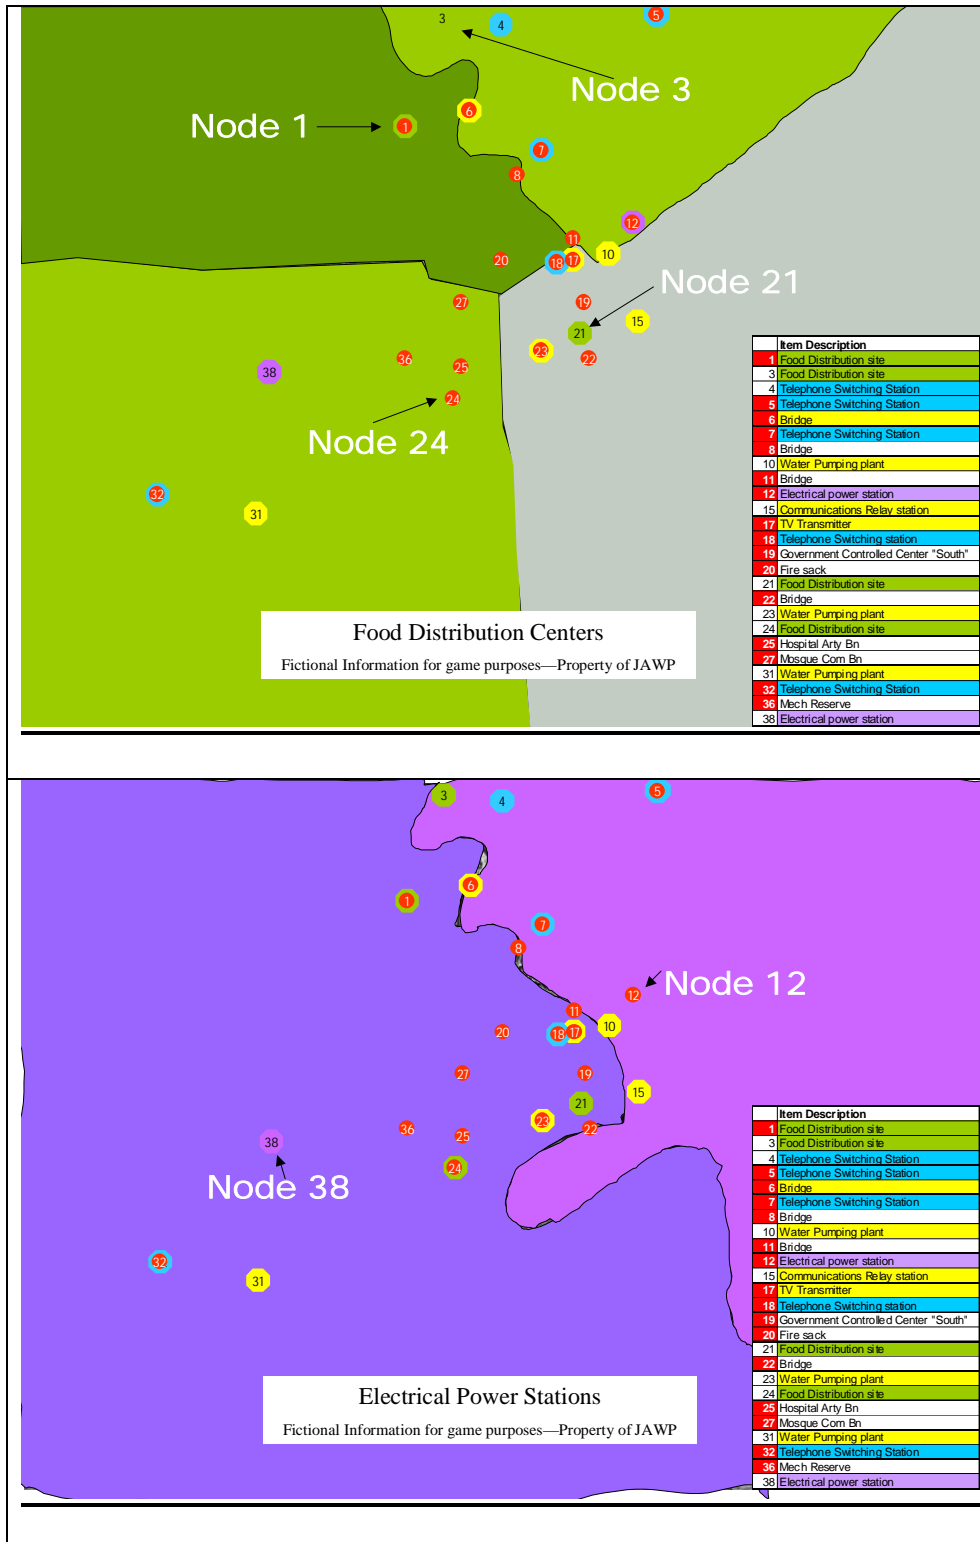 3
4
5
Node 3
6
Node 1
1
7
8
12
11
10
20
18
17
Node 21
27
19
15
21
23
22
36
25
38
24
Node 24
32
31
Food Distribution Centers
Fictional Information for game purposes—Property of JAWP
Item Description
1 Food Distribution site
3 Food Distribution site
4 Telephone Switching Station
5 Telephone Switching Station
6 Bridge
7 Telephone Switching Station
8 Bridge
10 Water Pumping plant
11 Bridge
12 Electrical power station
15 Communications Relay station
17 TV Transmitter
18 Telephone Switching station
19 Government Controlled Center "South"
20 Fire sack
21 Food Distribution site
22 Bridge
23 Water Pumping plant
24 Food Distribution site
25 Hospital Arty Bn
27 Mosque Com Bn
31 Water Pumping plant
32 Telephone Switching Station
36 Mech Reserve
38 Electrical power station
3
4
5
6
1
7
8
Node 12
12
11
10
20
18
17
27
19
15
21
23
22
36
25
38
24
Node 38
32
31
Electrical Power Stations
Fictional Information for game purposes—Property of JAWP
Item Description
1 Food Distribution site
3 Food Distribution site
4 Telephone Switching Station
5 Telephone Switching Station
6 Bridge
7 Telephone Switching Station
8 Bridge
10 Water Pumping plant
11 Bridge
12 Electrical power station
15 Communications Relay station
17 TV Transmitter
18 Telephone Switching station
19 Government Controlled Center "South"
20 Fire sack
21 Food Distribution site
22 Bridge
23 Water Pumping plant
24 Food Distribution site
25 Hospital Arty Bn
27 Mosque Com Bn
31 Water Pumping plant
32 Telephone Switching Station
36 Mech Reserve
38 Electrical power station